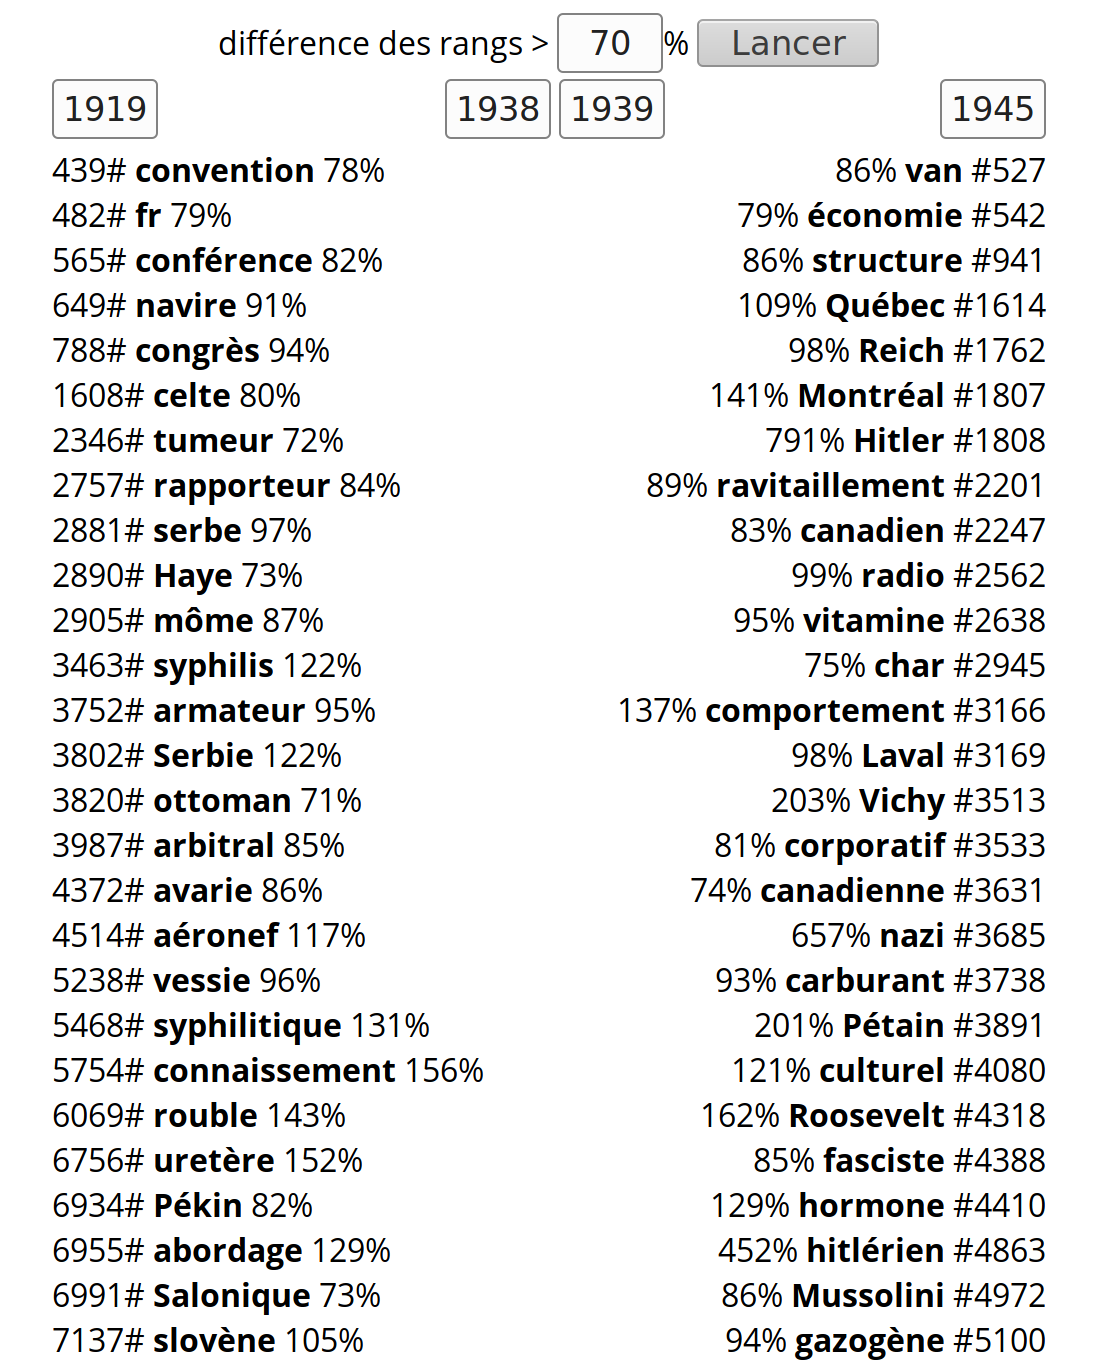 différence des rangs > 70 % Lancer
1919 1938 1939 1945
439# convention 78% 86% van #527
482# fr 79% 79% économie #542
565# conférence 82% 86% structure #941
649# navire 91% 109% Québec #1614
788# congrès 94% 98% Reich #1762
1608# celte 80% 141% Montréal #1807
2346# tumeur 72% 791% Hitler #1808
2757# rapporteur 84% 89% ravitaillement #2201
2881# serbe 97% 83% canadien #2247
2890# Haye 73% 99% radio #2562
2905# môme 87% 95% vitamine #2638
3463# syphilis 122% 75% char #2945
3752# armateur 95% 137% comportement #3166
3802# Serbie 122% 98% Laval #3169
3820# ottoman 71% 203% Vichy #3513
3987# arbitral 85% 81% corporatif #3533
4372# avarie 86% 74% canadienne #3631
4514# aéronef 117% 657% nazi #3685
5238# vessie 96% 93% carburant #3738
5468# syphilitique 131% 201% Pétain #3891
5754# connaissement 156% 121% culturel #4080
6069# rouble 143% 162% Roosevelt #4318
6756# uretère 152% 85% fasciste #4388
6934# Pékin 82% 129% hormone #4410
6955# abordage 129% 452% hitlérien #4863
6991# Salonique 73% 86% Mussolini #4972
7137# slovène 105% 94% gazogène #5100